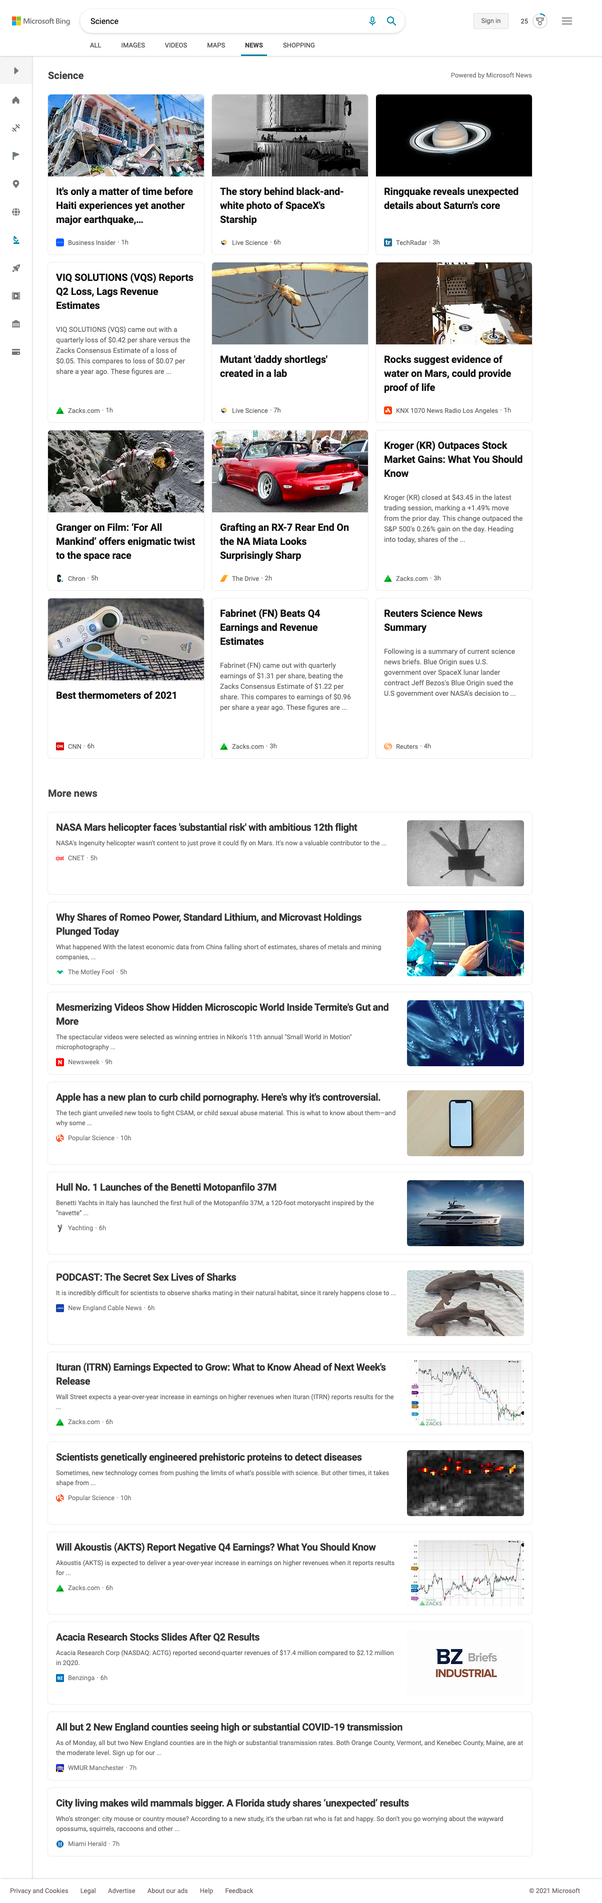 Microsoft Bing
Science
Sign in
25
ALL
IMAGES
VIDEOS
MAPS
NEWS
SHOPPING
Science
Powered by Microsoft News
It's only a matter of time before
Haiti experiences yet another
major earthquake,...
Business Insider · 1h
The story behind black-and-
white photo of SpaceX's
Starship
Live Science · 6h
Ringquake reveals unexpected
details about Saturn's core
TechRadar · 3h
VIQ SOLUTIONS (VQS) Reports
Q2 Loss, Lags Revenue
Estimates
VIQ SOLUTIONS (VQS) came out with a
quarterly loss of $0.42 per share versus the
Zacks Consensus Estimate of a loss of
$0.05. This compares to loss of $0.07 per
share a year ago. These figures are ...
Zacks.com · 1h
Mutant 'daddy shortlegs'
created in a lab
Live Science · 7h
Rocks suggest evidence of
water on Mars, could provide
proof of life
KNX 1070 News Radio Los Angeles · 1h
Granger on Film: ‘For All
Mankind’ offers enigmatic twist
to the space race
Chron · 5h
Grafting an RX-7 Rear End On
the NA Miata Looks
Surprisingly Sharp
The Drive · 2h
Kroger (KR) Outpaces Stock
Market Gains: What You Should
Know
Kroger (KR) closed at $43.45 in the latest
trading session, marking a +1.49% move
from the prior day. This change outpaced the
S&P 500's 0.26% gain on the day. Heading
into today, shares of the ...
Zacks.com · 3h
Best thermometers of 2021
CNN · 6h
Fabrinet (FN) Beats Q4
Earnings and Revenue
Estimates
Fabrinet (FN) came out with quarterly
earnings of $1.31 per share, beating the
Zacks Consensus Estimate of $1.22 per
share. This compares to earnings of $0.96
per share a year ago. These figures are ...
Zacks.com · 3h
Reuters Science News
Summary
Following is a summary of current science
news briefs. Blue Origin sues U.S.
government over SpaceX lunar lander
contract Jeff Bezos's Blue Origin sued the
U.S government over NASA's decision to ...
Reuters · 4h
More news
NASA Mars helicopter faces 'substantial risk' with ambitious 12th flight
NASA's Ingenuity helicopter wasn't content to just prove it could fly on Mars. It's now a valuable contributor to the ...
CNET · 5h
Why Shares of Romeo Power, Standard Lithium, and Microvast Holdings
Plunged Today
What happened With the latest economic data from China falling short of estimates, shares of metals and mining
companies, ...
The Motley Fool · 5h
Mesmerizing Videos Show Hidden Microscopic World Inside Termite's Gut and
More
The spectacular videos were selected as winning entries in Nikon's 11th annual "Small World in Motion"
microphotography ...
Newsweek · 9h
Apple has a new plan to curb child pornography. Here's why it's controversial.
The tech giant unveiled new tools to fight CSAM, or child sexual abuse material. This is what to know about them—and
why some ...
Popular Science · 10h
Hull No. 1 Launches of the Benetti Motopanfilo 37M
Benetti Yachts in Italy has launched the first hull of the Motopanfilo 37M, a 120-foot motoryacht inspired by the
"navette" ...
Yachting · 6h
PODCAST: The Secret Sex Lives of Sharks
It is incredibly difficult for scientists to observe sharks mating in their natural habitat, since it rarely happens close to ...
New England Cable News · 6h
Ituran (ITRN) Earnings Expected to Grow: What to Know Ahead of Next Week's
Release
Wall Street expects a year-over-year increase in earnings on higher revenues when Ituran (ITRN) reports results for the
...
Zacks.com · 6h
ZACKS
Scientists genetically engineered prehistoric proteins to detect diseases
Sometimes, new technology comes from pushing the limits of what's possible with science. But other times, it takes
shape from ...
Popular Science · 10h
Will Akoustis (AKTS) Report Negative Q4 Earnings? What You Should Know
Akoustis (AKTS) is expected to deliver a year-over-year increase in earnings on higher revenues when it reports results
for ...
Zacks.com · 6h
ZACKS
Acacia Research Stocks Slides After Q2 Results
Acacia Research Corp (NASDAQ: ACTG) reported second-quarter revenues of $17.4 million compared to $2.12 million
in 2Q20.
Benzinga · 6h
BZ Briefs
INDUSTRIAL
All but 2 New England counties seeing high or substantial COVID-19 transmission
As of Monday, all but two New England counties are in the high or substantial transmission rates. Both Orange County, Vermont, and Kenebec County, Maine, are at
the moderate level. Sign up for our ...
WMUR Manchester · 7h
City living makes wild mammals bigger. A Florida study shares ‘unexpected’ results
Who's stronger: city mouse or country mouse? According to a new study, it's the urban rat who is fat and happy. So don't you go worrying about the wayward
opossums, squirrels, raccoons and other ...
Miami Herald · 7h
Privacy and Cookies
Legal
Advertise
About our ads
Help
Feedback
© 2021 Microsoft